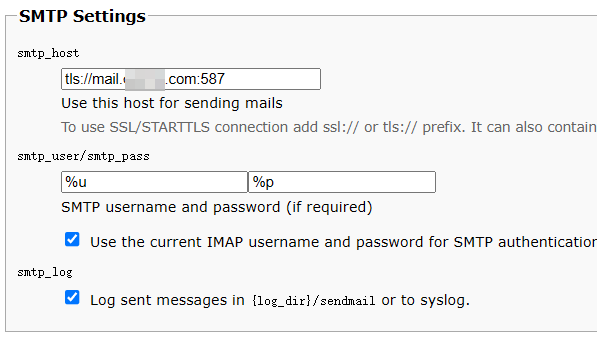 SMTP Settings
smtp_host
tls://mail. .com:587
Use this host for sending mails
To use SSL/STARTTLS connection add ssl:// or tls:// prefix. It can also contain
smtp_user/smtp_pass
%u %p
SMTP username and password (if required)
Use the current IMAP username and password for SMTP authentication
smtp_log
Log sent messages in {log_dir}/sendmail or to syslog.